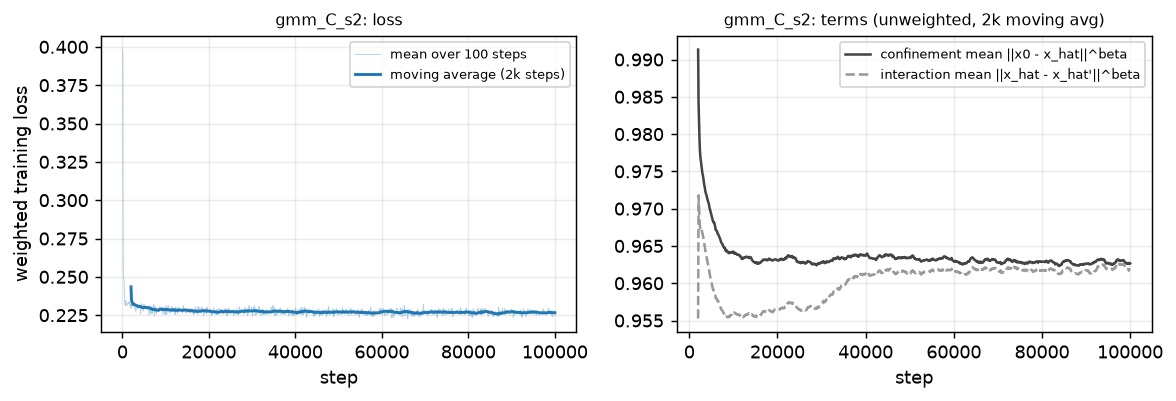 gmm_C_s2: loss
mean over 100 steps
moving average (2k steps)
weighted training loss
0.400
0.375
0.350
0.325
0.300
0.275
0.250
0.225
0 20000 40000 60000 80000 100000
step
gmm_C_s2: terms (unweighted, 2k moving avg)
confinement mean ||x0 - x_hat||^beta
interaction mean ||x_hat - x_hat'||^beta
0.990
0.985
0.980
0.975
0.970
0.965
0.960
0.955
0 20000 40000 60000 80000 100000
step